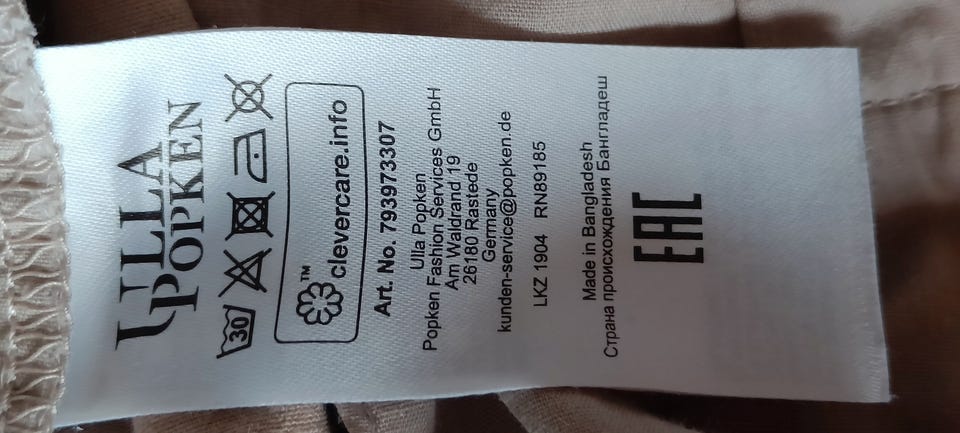 ULLA
POPKEN
30
™
clevercare.info
Art. No. 793973307
Ulla Popken
Popken Fashion Services GmbH
Am Waldrand 19
26180 Rastede
Germany
kunden-service@popken.de
LKZ 1904 RN89185
Made in Bangladesh
Страна происхождения Бангладеш
EAC